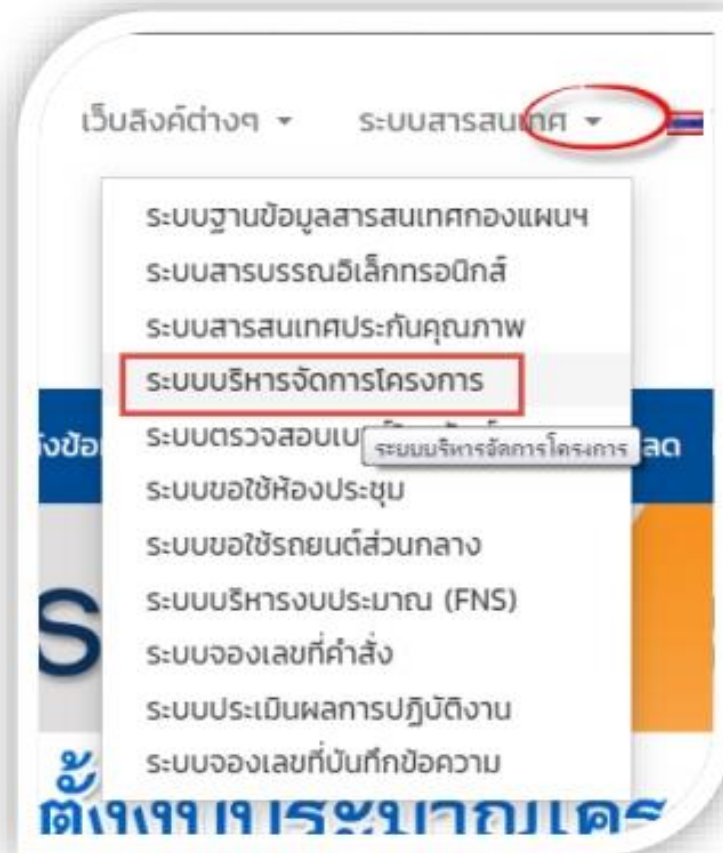 เว็บลิงค์ต่างๆ ระบบสารสนเทศ
ระบบฐานข้อมูลสารสนเทศกองแผนฯ
ระบบสารบรรณอิเล็กทรอนิกส์
ระบบสารสนเทศประกันคุณภาพ
ระบบบริหารจัดการโครงการ
ระบบตรวจสอบ
ระบบบริหารจัดการโครงการ
ระบบขอใช้ห้องประชุม
ระบบขอใช้รถยนต์ส่วนกลาง
ระบบบริหารงบประมาณ (FNS)
ระบบจองเลขที่คำสั่ง
ระบบประเมินผลการปฏิบัติงาน
ระบบจองเลขที่บันทึกข้อความ